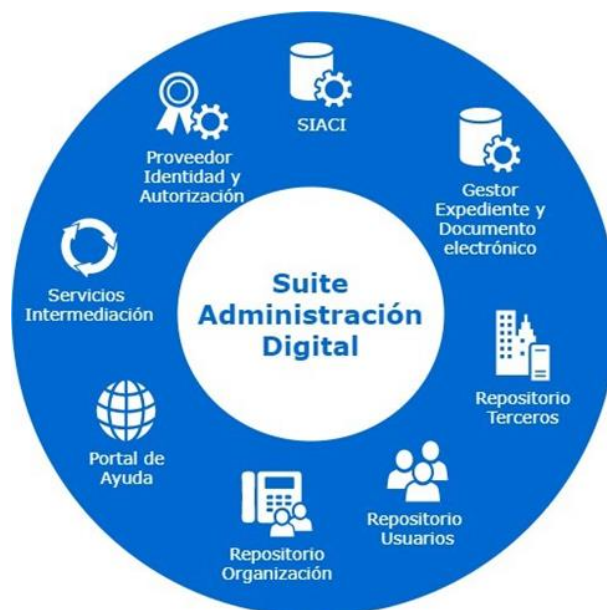 SIACI
Gestor
Expediente y
Documento
electrónico
Repositorio
Terceros
Repositorio
Usuarios
Repositorio
Organización
Portal de
Ayuda
Servicios
Intermediación
Proveedor
Identidad y
Autorización
Suite
Administración
Digital